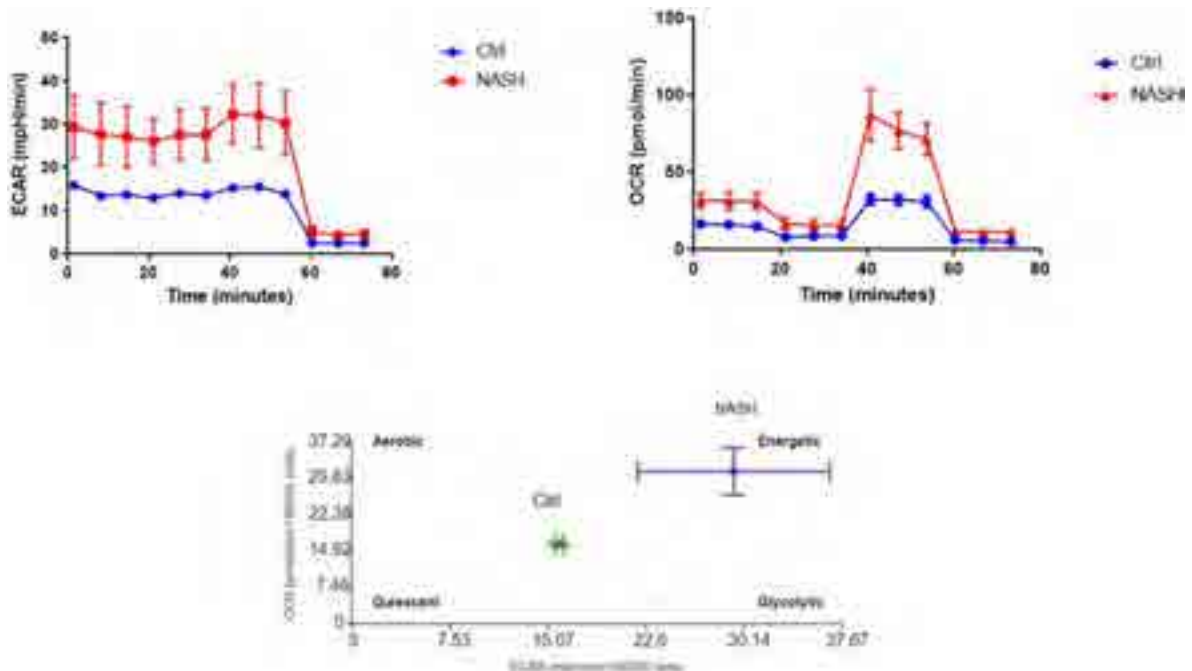 50
40
30
20
10
0
ECAR (mpH/min)
0 20 40 60 80
Time (minutes)
Ctrl
NASH
150
100
50
0
OCR (pmol/min)
0 20 40 60 80
Time (minutes)
Ctrl
NASH
NASH
37.29
Aerobic
Energetic
22.38
Ctrl
14.92
7.46
0
Quiescent
Glycolytic
0 7.53 15.07 22.6 30.14 37.67